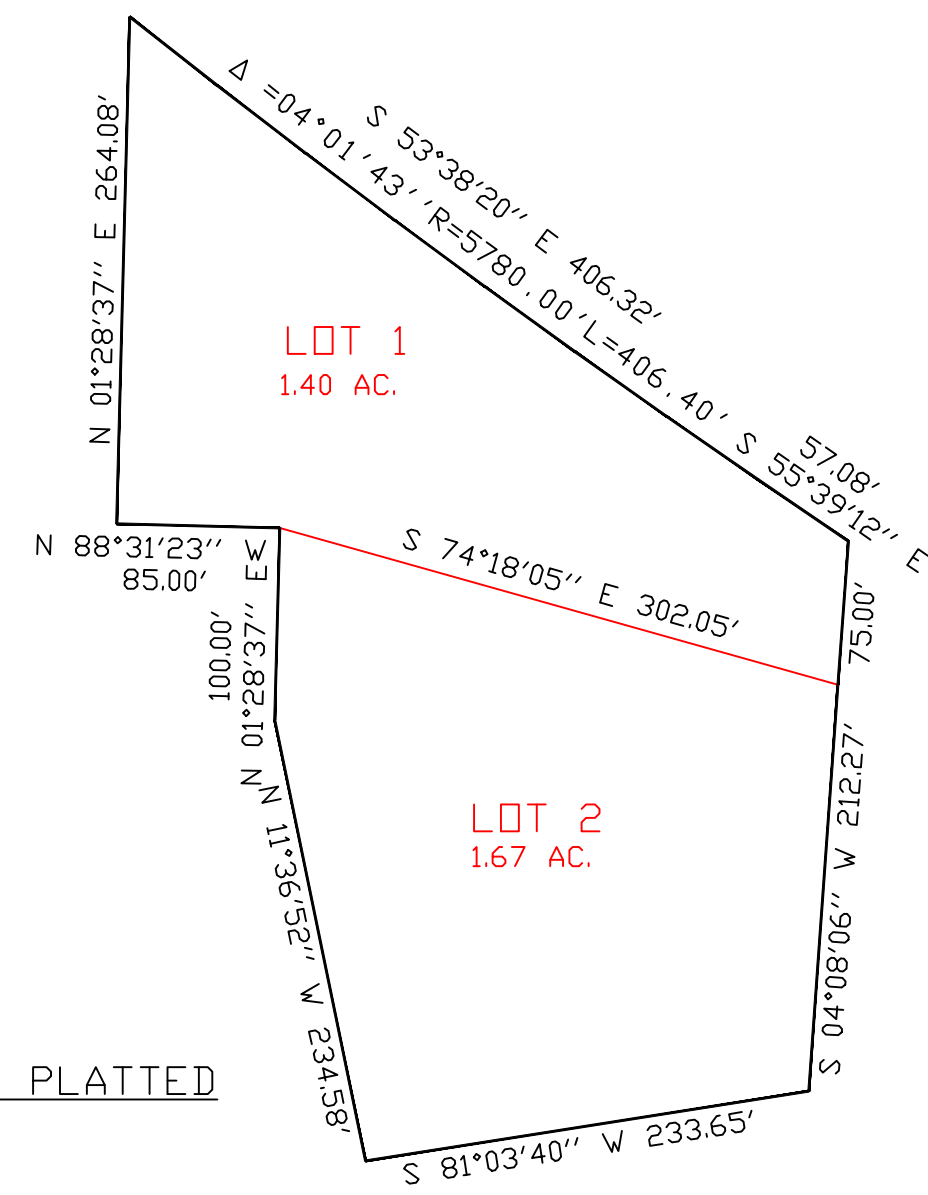 Δ =04°01'43''R=5780.00'L=406.40'
S 53°38'20'' E 406.32'
57.08'
S 55°39'12'' E
N 01°28'37'' E 264.08'
LOT 1
1.40 AC.
N 88°31'23'' W
85.00'
S 74°18'05'' E 302.05'
75.00'
100.00'
N 01°28'37'' E
212.27'
S 04°08'06'' W
LOT 2
1.67 AC.
N 11°36'52'' W 234.58'
PLATTED
S 81°03'40'' W 233.65'